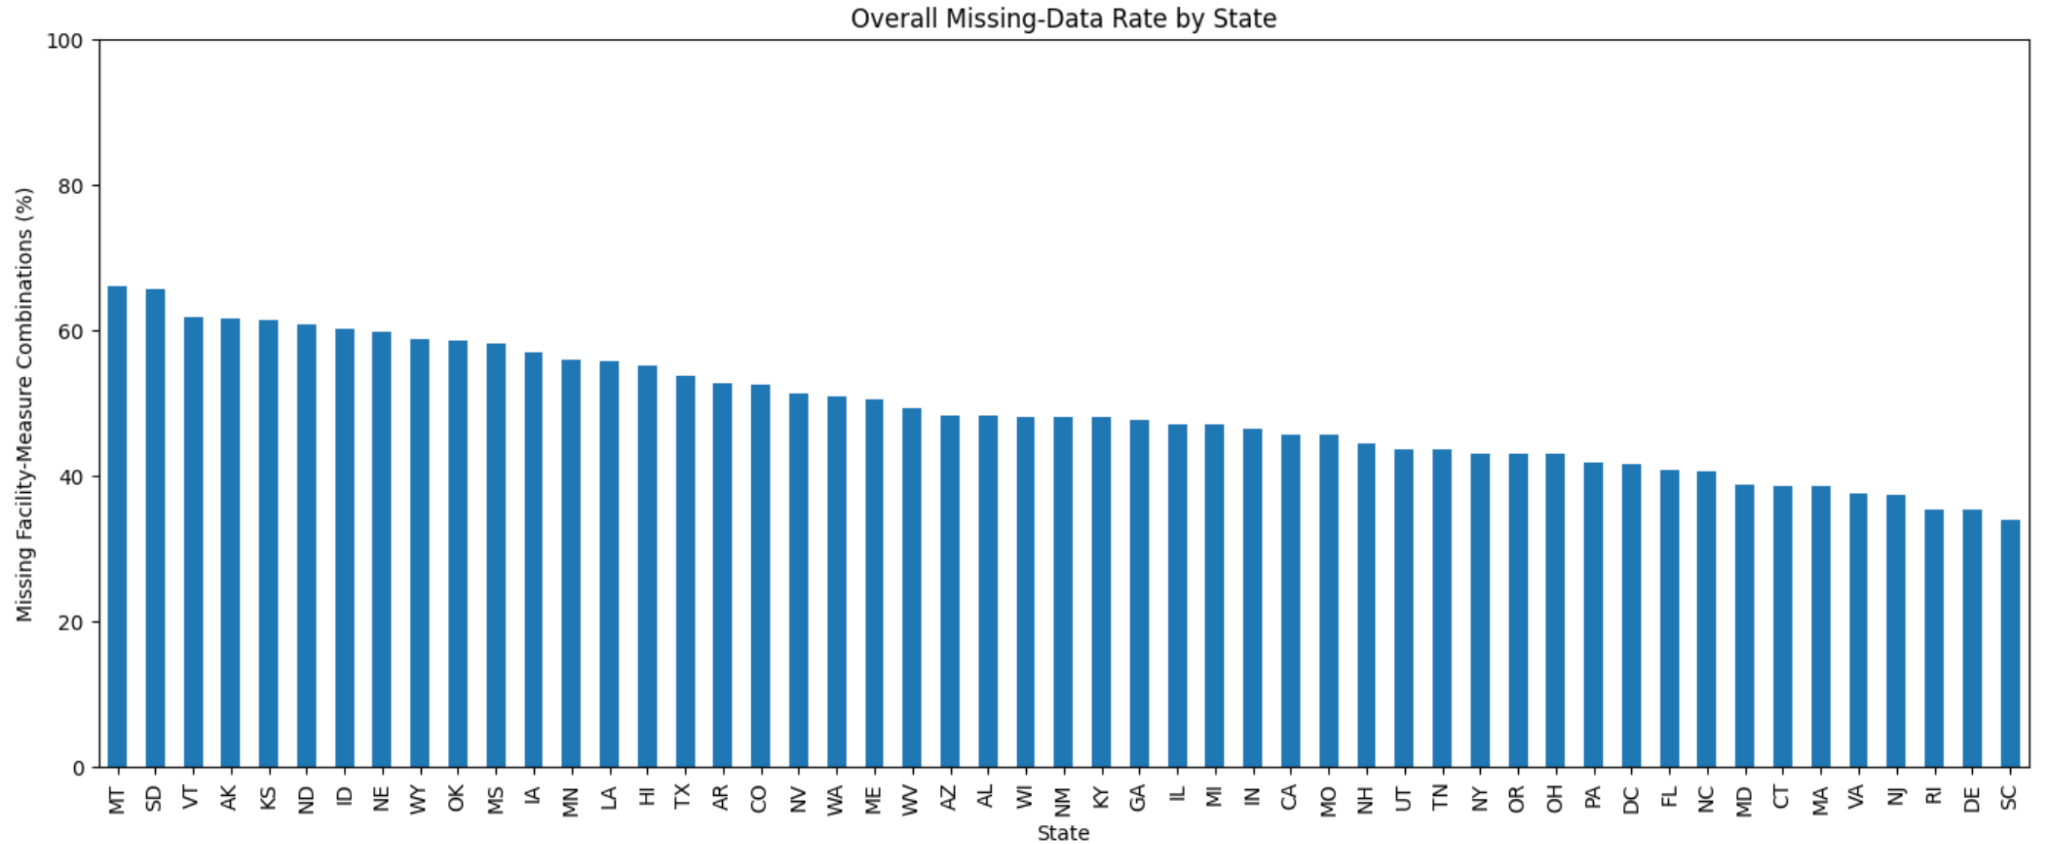 Overall Missing-Data Rate by State
Missing Facility-Measure Combinations (%)
100
80
60
40
20
0
MT SD VT AK KS ND ID NE WY OK MS IA MN LA HI TX AR CO NV WA ME WV AZ AL WI NM KY GA IL MI IN CA MO NH UT TN NY OR OH PA DC FL NC MD CT MA VA NJ RI DE SC
State